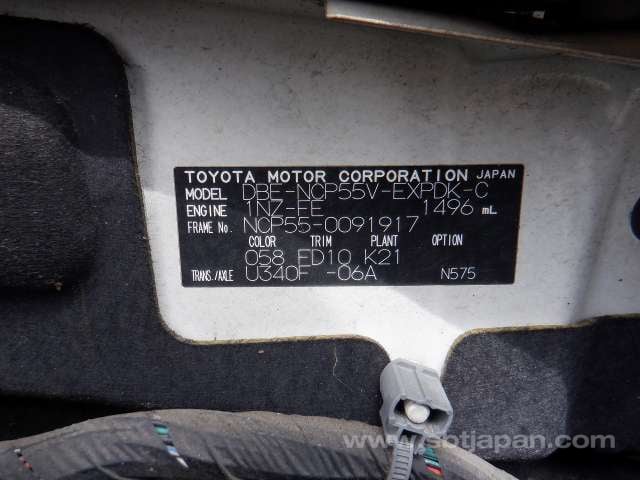 TOYOTA MOTOR CORPORATION JAPAN
MODEL DBE-NCP55V-EXPDK-C
ENGINE 1NZ-FE 1496 mL
FRAME No. NCP55-0091917
COLOR TRIM PLANT OPTION
058 FD10 K21
TRANS./AXLE U340F -06A N575
www.sbtjapan.com